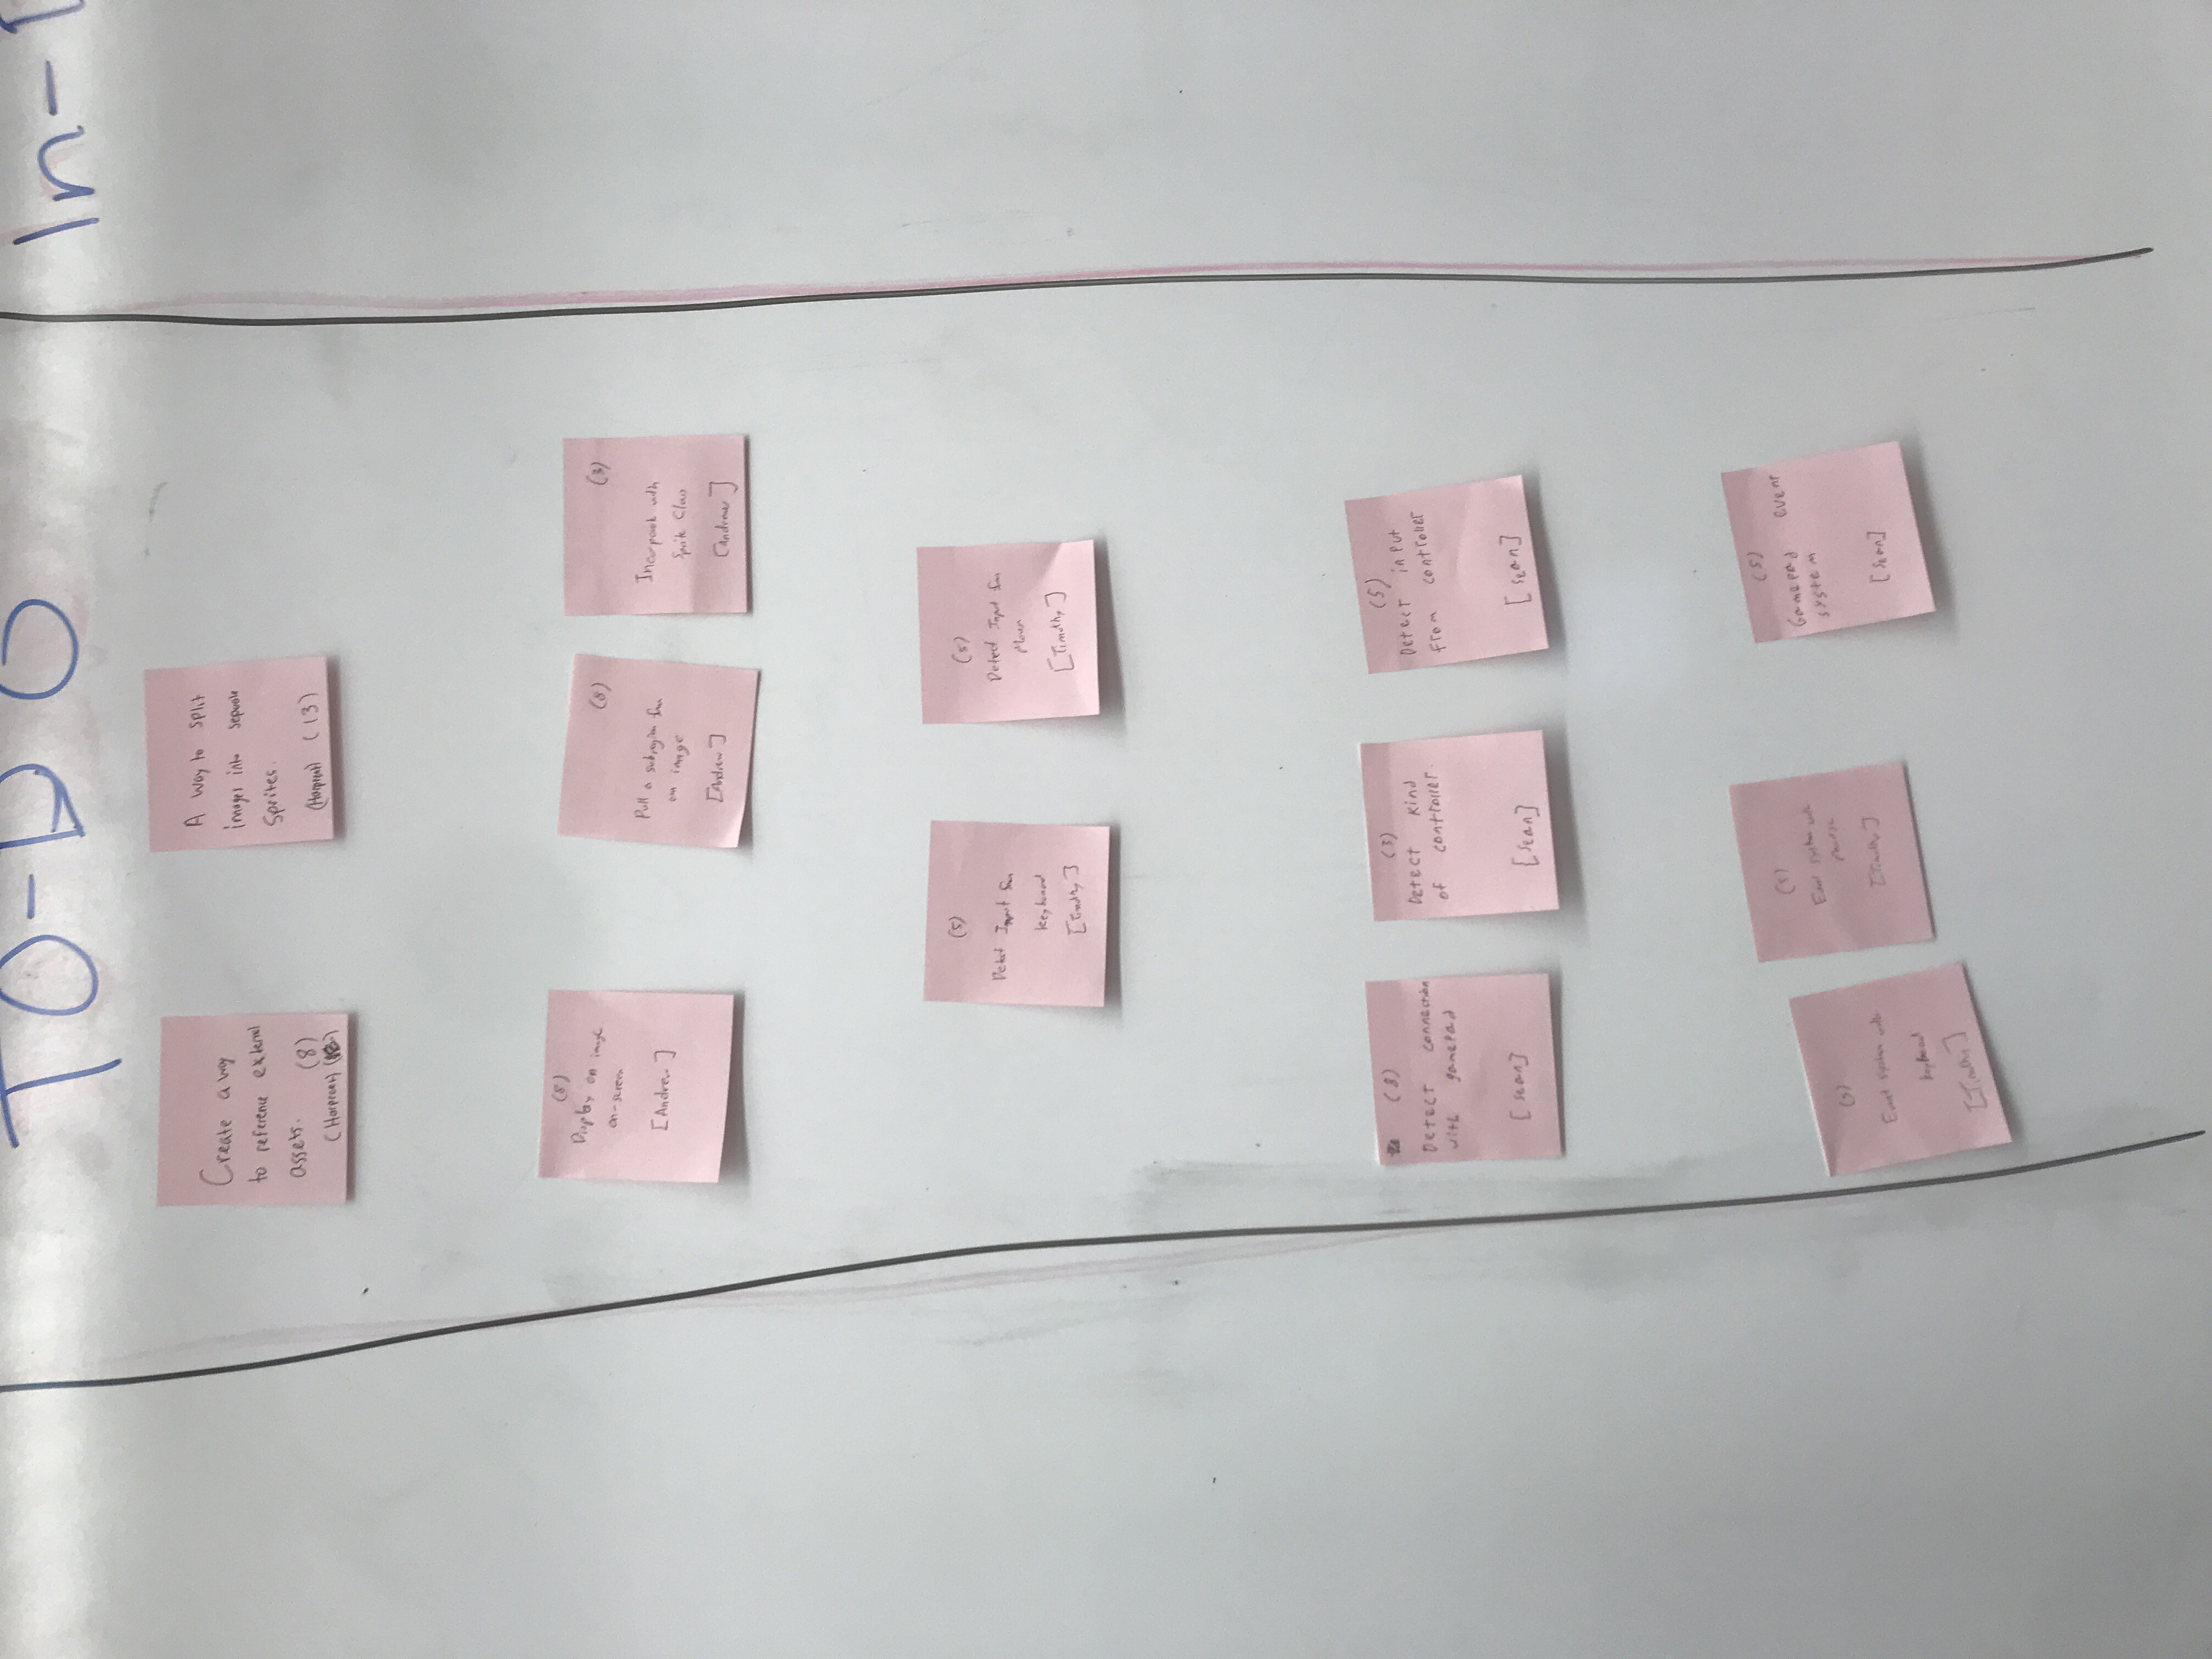 TO-DO
In-
Create a way
to reference external
assets.
(8)
(Harpreet)
A way to split
images into separate
Sprites.
(Harpreet) (13)
(8)
Display an image
on-screen
[Andrew]
(8)
Pull a subregion from
an image
[Andrew]
(3)
Incorporate with
Sprite Class
[Andrew]
(5)
Detect Input from
keyboard
[Timothy]
(5)
Detect Input from
Mouse
[Timothy]
(8)
Detect connection
with gamepad
[Sean]
(3)
Detect kind
of controller.
[Sean]
(5)
Detect input
from controller
[Sean]
(5)
Event system with
keyboard
[Timothy]
(5)
Event system with
mouse
[Timothy]
(5)
Gamepad event
system
[Sean]